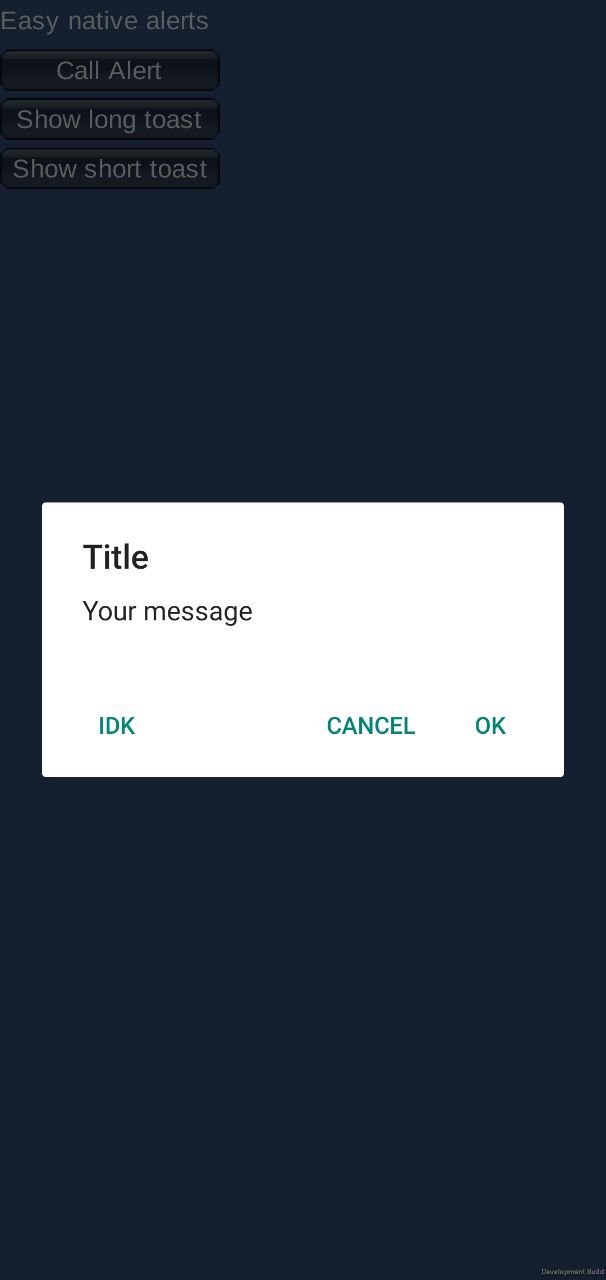 Easy native alerts
Call Alert
Show long toast
Show short toast
Title
Your message
IDK CANCEL OK
Development Build